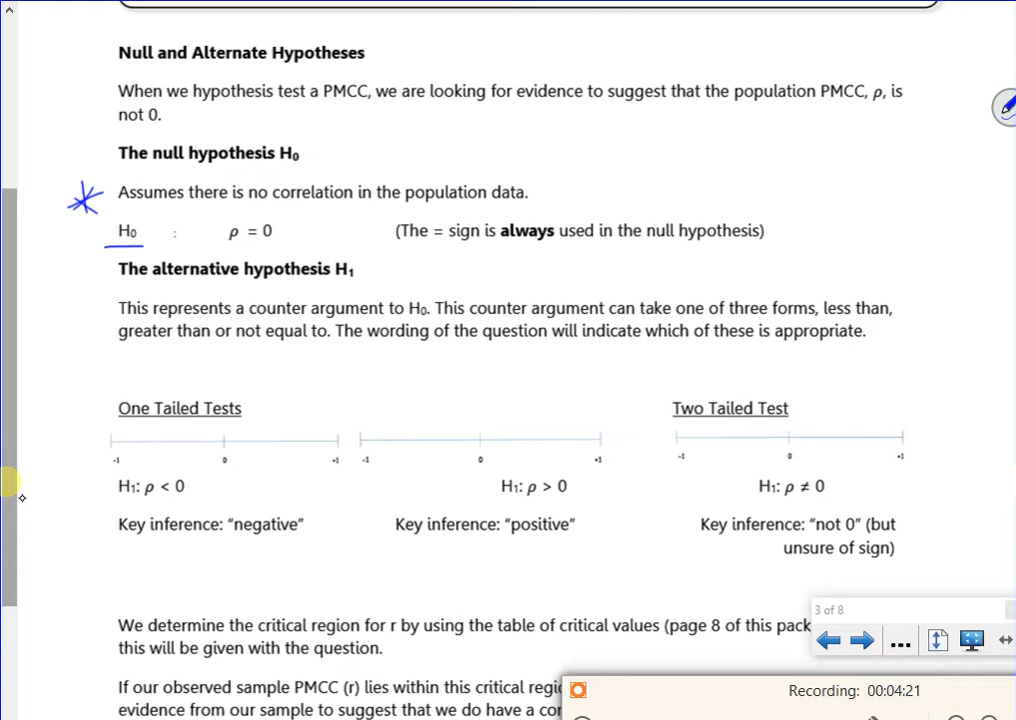 Null and Alternate Hypotheses
When we hypothesis test a PMCC, we are looking for evidence to suggest that the population PMCC, ρ, is
not 0.
The null hypothesis H₀
Assumes there is no correlation in the population data.
H₀ : ρ = 0 (The = sign is always used in the null hypothesis)
The alternative hypothesis H₁
This represents a counter argument to H₀. This counter argument can take one of three forms, less than,
greater than or not equal to. The wording of the question will indicate which of these is appropriate.
One Tailed Tests Two Tailed Test
-1 0 -1 -1 0 -1 -1 0 -1
H₁: ρ < 0 H₁: ρ > 0 H₁: ρ ≠ 0
Key inference: “negative” Key inference: “positive” Key inference: “not 0” (but
unsure of sign)
3 of 8
We determine the critical region for r by using the table of critical values (page 8 of this pack
this will be given with the question.
If our observed sample PMCC (r) lies within this critical regi
evidence from our sample to suggest that we do have a cor
Recording: 00:04:21